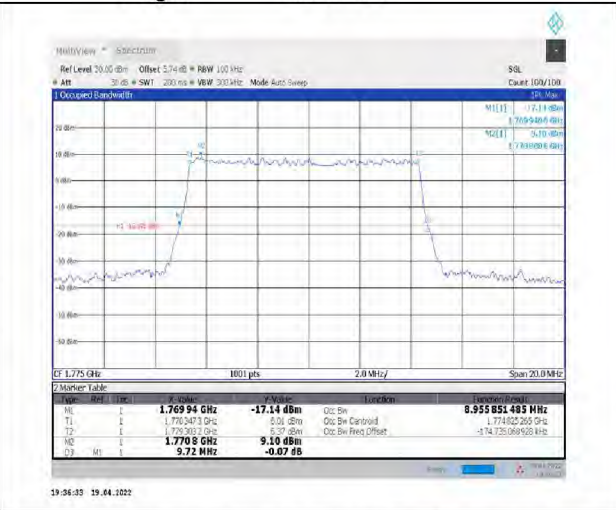 MultiView Spectrum
Ref Level 30.00 dBm Offset 5.74 dB RBW 100 kHz SGL
Att 30 dB SWT 200 ms VBW 300 kHz Mode Auto Sweep Count 100/100
1 Occupied Bandwidth
M1[1] -17.14 dBm
1.7699406 GHz
M2[1] 9.10 dBm
20 dBm
10 dBm
0 dBm
-10 dBm
-20 dBm
-30 dBm
-40 dBm
-50 dBm
-60 dBm
CF 1.775 GHz 1001 pts 2.0 MHz/ Span 20.0 MHz
2 Marker Table
Type Ref Trc X-Value Y-Value Function Function Result
M1 1 1.769 94 GHz -17.14 dBm Occ Bw 8.955 851 485 MHz
T1 1 1.7703473 GHz 6.01 dBm Occ Bw Centroid 1.774 825 265 GHz
T2 1 1.7793032 GHz 6.37 dBm Occ Bw Freq Offset -174.735 068 928 kHz
M2 1 1.770 8 GHz 9.10 dBm
D3 M1 1 9.72 MHz -0.07 dB
19:36:33 19.04.2022